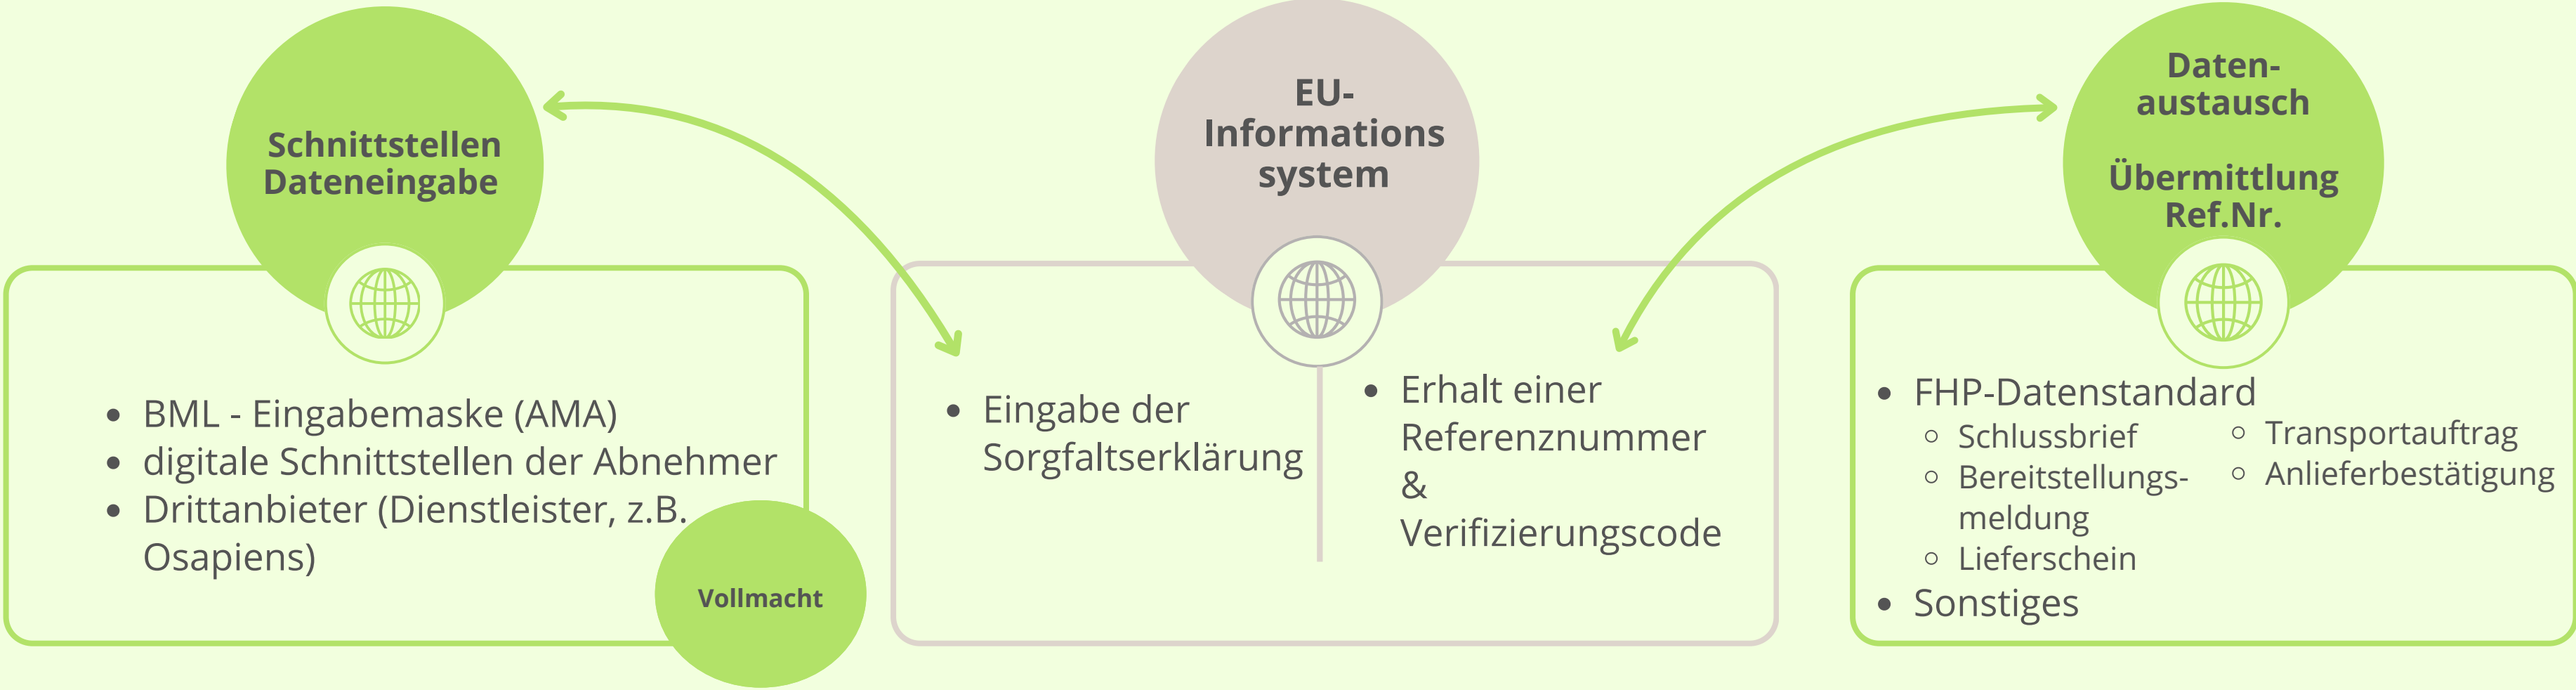 Schnittstellen
Dateneingabe
BML - Eingabemaske (AMA)
digitale Schnittstellen der Abnehmer
Drittanbieter (Dienstleister, z.B.
Osapiens)
Vollmacht
EU-
Informations
system
Eingabe der
Sorgfaltserklärung
Erhalt einer
Referenznummer
&
Verifizierungscode
Daten-
austausch
Übermittlung
Ref.Nr.
FHP-Datenstandard
Schlussbrief
Bereitstellungs-
meldung
Lieferschein
Transportauftrag
Anlieferbestätigung
Sonstiges